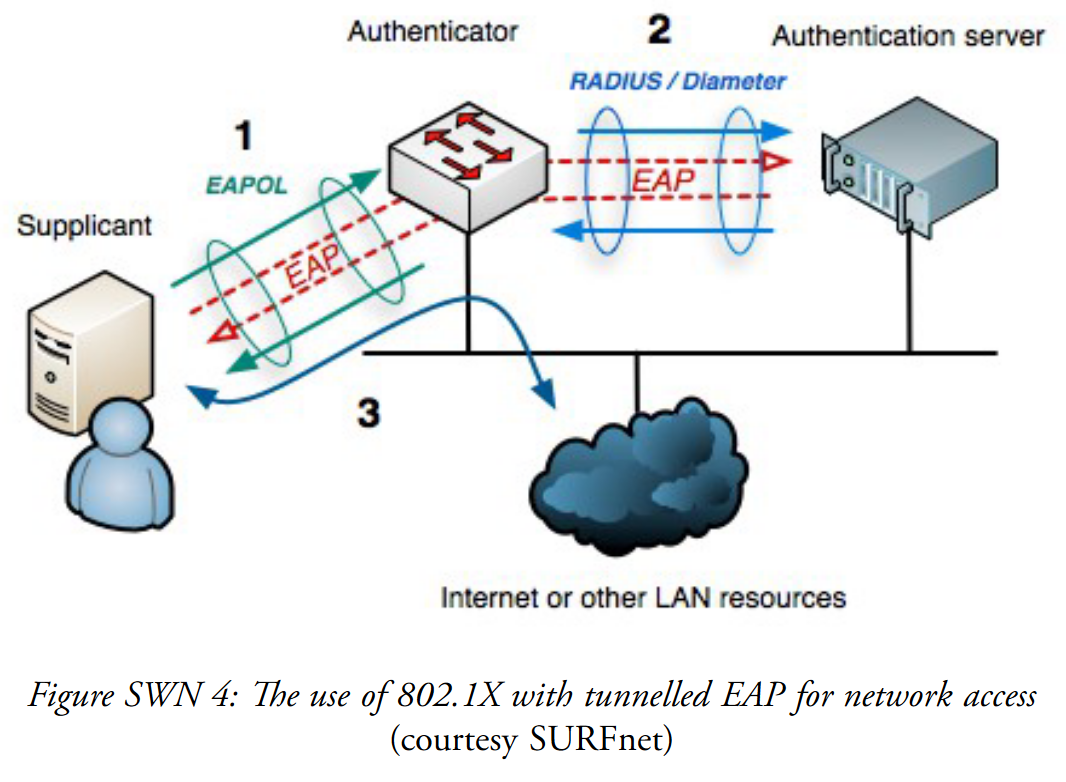 Authenticator
2
Authentication server
RADIUS / Diameter
1
EAPOL
EAP
Supplicant
EAP
3
Internet or other LAN resources
Figure SWN 4: The use of 802.1X with tunnelled EAP for network access
(courtesy SURFnet)